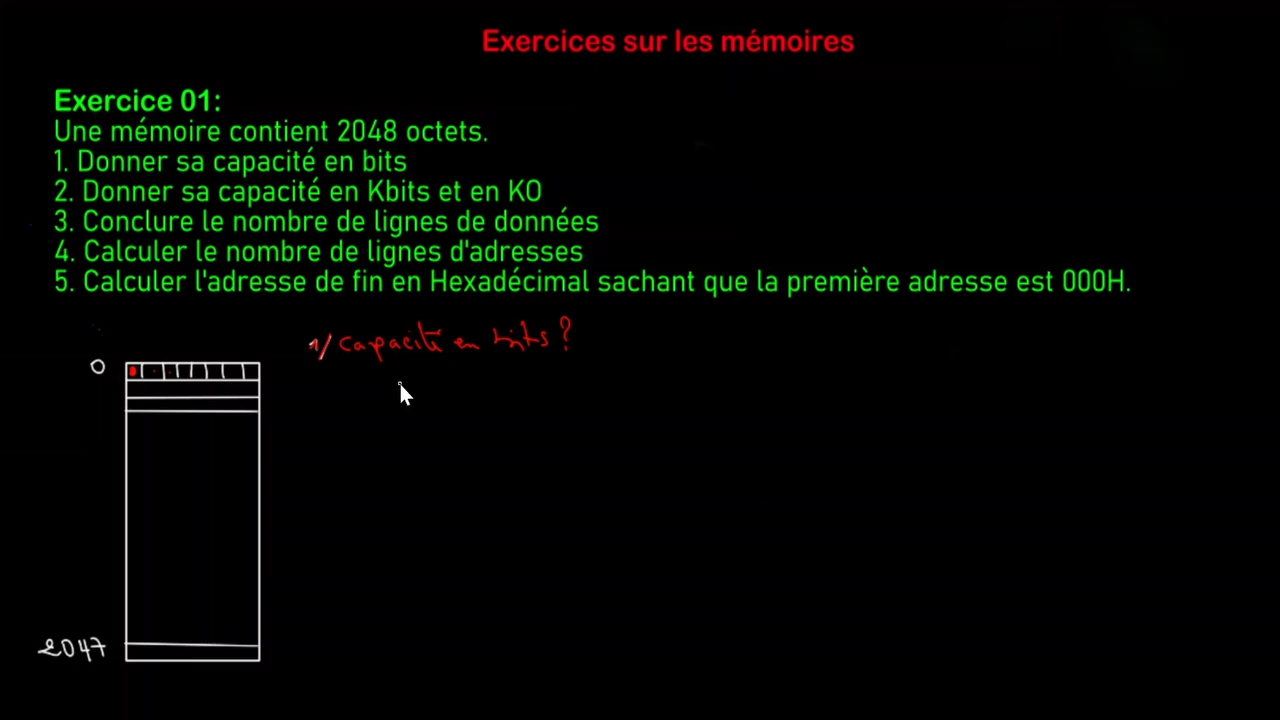 Exercices sur les mémoires
Exercice 01:
Une mémoire contient 2048 octets.
1. Donner sa capacité en bits
2. Donner sa capacité en Kbits et en KO
3. Conclure le nombre de lignes de données
4. Calculer le nombre de lignes d'adresses
5. Calculer l'adresse de fin en Hexadécimal sachant que la première adresse est 000H.
1/ capacité en bits ?
0
2047